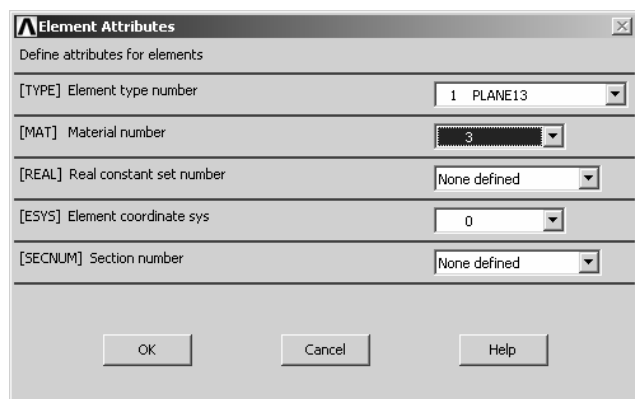 Element Attributes
Define attributes for elements
[TYPE] Element type number 1 PLANE13
[MAT] Material number 3
[REAL] Real constant set number None defined
[ESYS] Element coordinate sys 0
[SECNUM] Section number None defined
OK Cancel Help